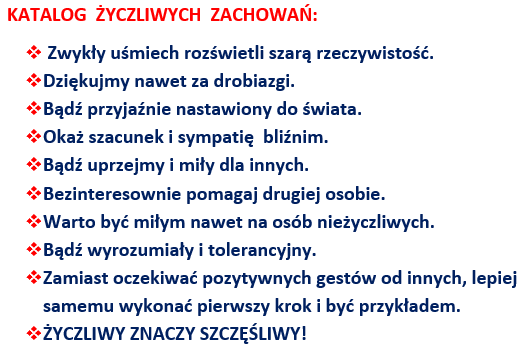 KATALOG ŻYCZLIWYCH ZACHOWAŃ:
❖ Zwykły uśmiech rozświetli szarą rzeczywistość.
❖Dziękujmy nawet za drobiazgi.
❖Bądź przyjaźnie nastawiony do świata.
❖Okaż szacunek i sympatię bliźnim.
❖Bądź uprzejmy i miły dla innych.
❖Bezinteresownie pomagaj drugiej osobie.
❖Warto być miłym nawet na osób nieżyczliwych.
❖Bądź wyrozumiały i tolerancyjny.
❖Zamiast oczekiwać pozytywnych gestów od innych, lepiej
samemu wykonać pierwszy krok i być przykładem.
❖ŻYCZLIWY ZNACZY SZCZĘŚLIWY!